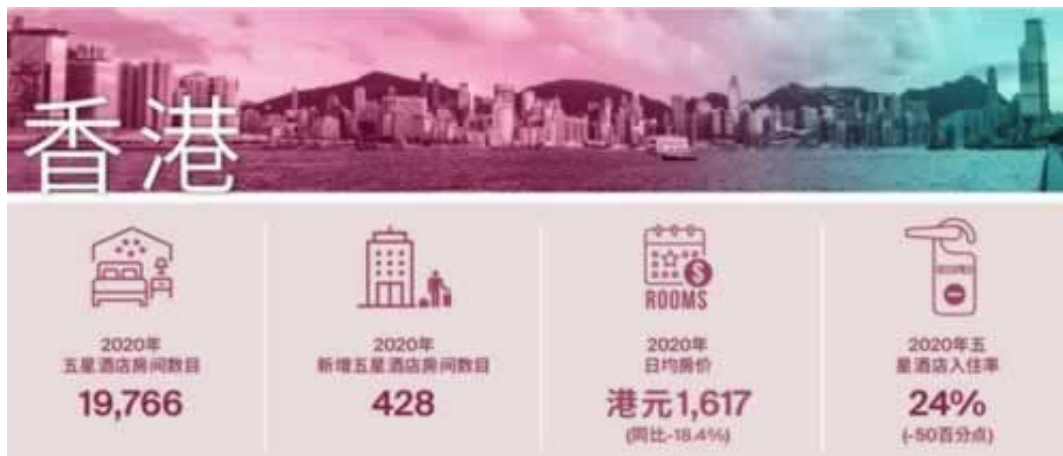 香港
ROOMS
2020年
五星酒店房间数目
19,766
2020年
新增五星酒店房间数目
428
2020年
日均房价
港元1,617
(同比-18.4%)
2020年五
星酒店入住率
24%
(-50百分点)